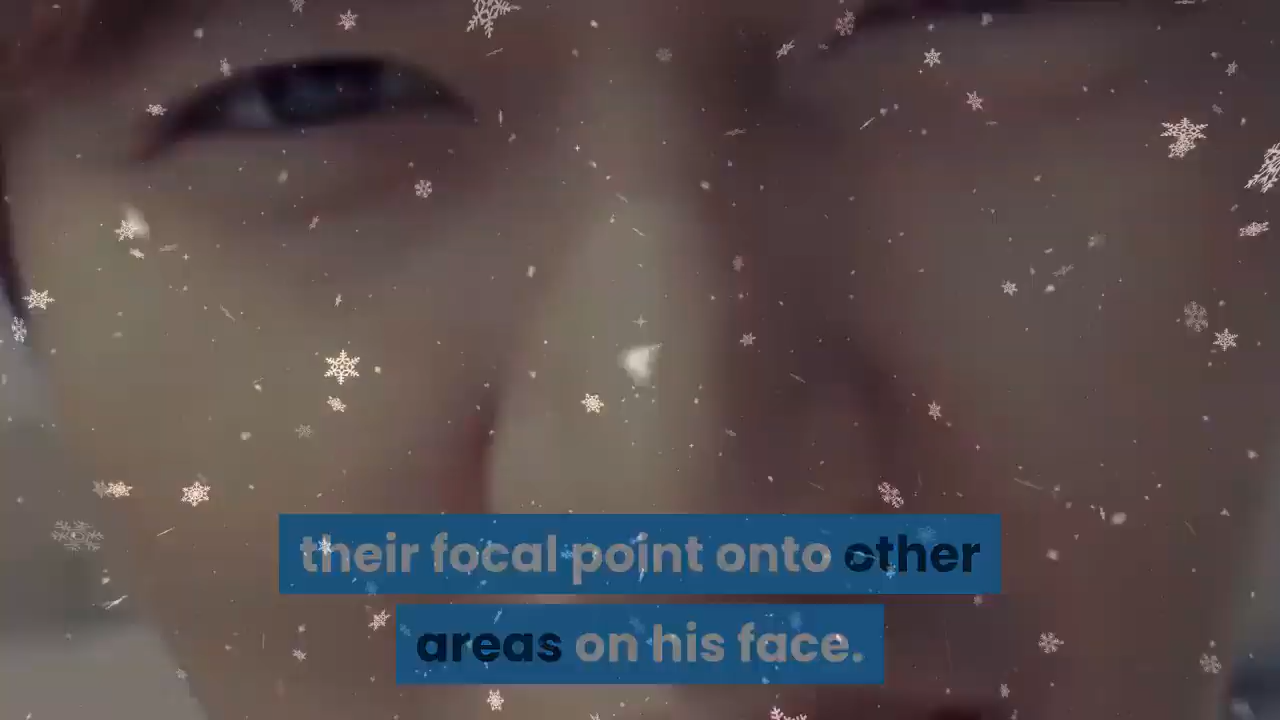 their focal point onto other
areas on his face.